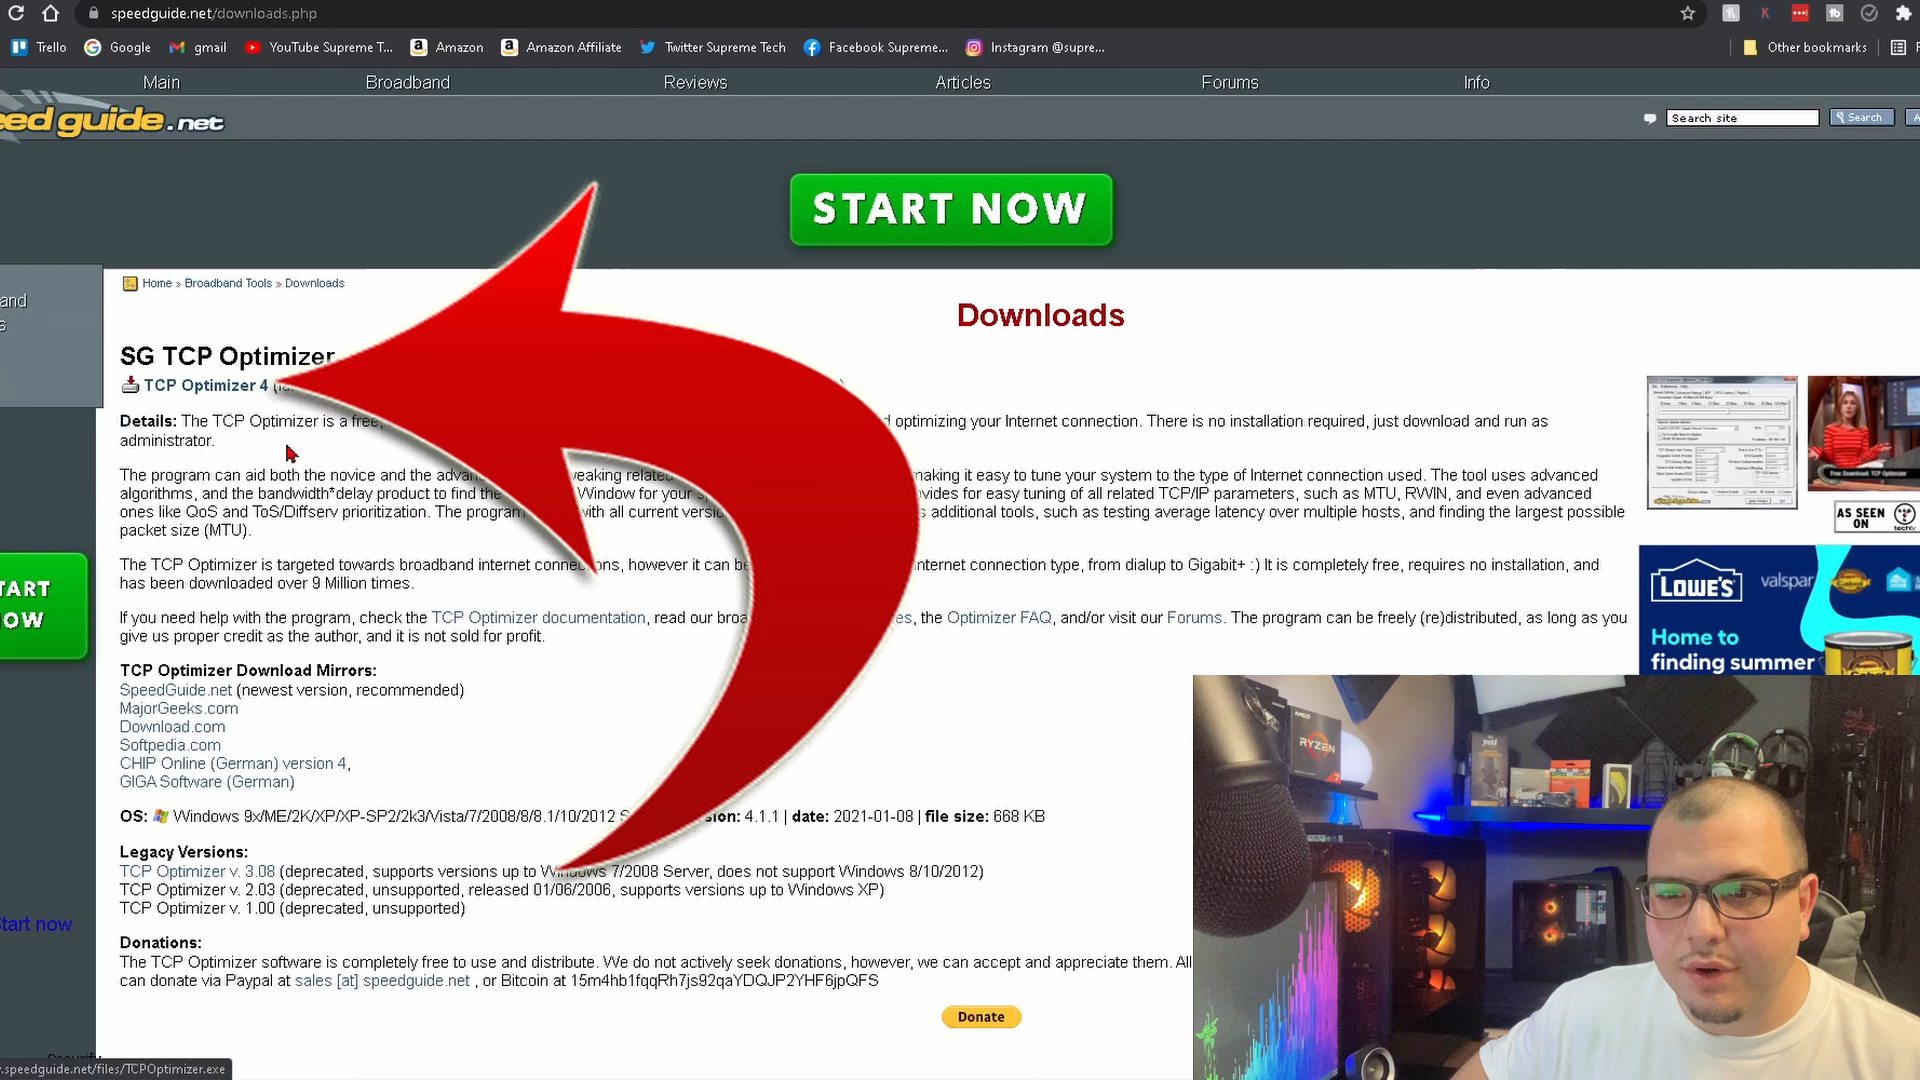 speedguide.net/downloads.php
Trello Google gmail YouTube Supreme T... Amazon Amazon Affiliate Twitter Supreme Tech Facebook Supreme... Instagram @supre... Other bookmarks
Main Broadband Reviews Articles Forums Info
eed guide.net
Search site Search
START NOW
Home » Broadband Tools » Downloads
Downloads
SG TCP Optimizer
TCP Optimizer 4
Details: The TCP Optimizer is a free, optimizing your Internet connection. There is no installation required, just download and run as
administrator.
The program can aid both the novice and the making it easy to tune your system to the type of Internet connection used. The tool uses advanced
algorithms, and the bandwidth*delay product to find the Window for your for easy tuning of all related TCP/IP parameters, such as MTU, RWIN, and even advanced
ones like QoS and ToS/Diffserv prioritization. The program with all current additional tools, such as testing average latency over multiple hosts, and finding the largest possible
packet size (MTU).
The TCP Optimizer is targeted towards broadband internet however it can connection type, from dialup to Gigabit+ :) It is completely free, requires no installation, and
has been downloaded over 9 Million times.
If you need help with the program, check the TCP Optimizer documentation, read our the Optimizer FAQ, and/or visit our Forums. The program can be freely (re)distributed, as long as you
give us proper credit as the author, and it is not sold for profit.
TCP Optimizer Download Mirrors:
SpeedGuide.net (newest version, recommended)
MajorGeeks.com
Download.com
Softpedia.com
CHIP Online (German) version 4,
GIGA Software (German)
OS: Windows 9x/ME/2K/XP/XP-SP2/2k3/Vista/7/2008/8/8.1/10/2012 4.1.1 | date: 2021-01-08 | file size: 668 KB
Legacy Versions:
TCP Optimizer v. 3.08 (deprecated, supports versions up to Windows 7/2008 Server, does not support Windows 8/10/2012)
TCP Optimizer v. 2.03 (deprecated, unsupported, released 01/06/2006, supports versions up to Windows XP)
TCP Optimizer v. 1.00 (deprecated, unsupported)
Donations:
The TCP Optimizer software is completely free to use and distribute. We do not actively seek donations, however, we can accept and appreciate them. All
can donate via Paypal at sales [at] speedguide.net , or Bitcoin at 15m4hb1fqqRh7js92qaYDQJP2YHF6jpQFS
Donate
and
s
TART
OW
Start now
.speedguide.net/files/TCPOptimizer.exe
Free Download: TCP Optimizer
AS SEEN
ON
techtv
LOWE'S valspar
Home to
finding summer
AMD
RYZEN
7